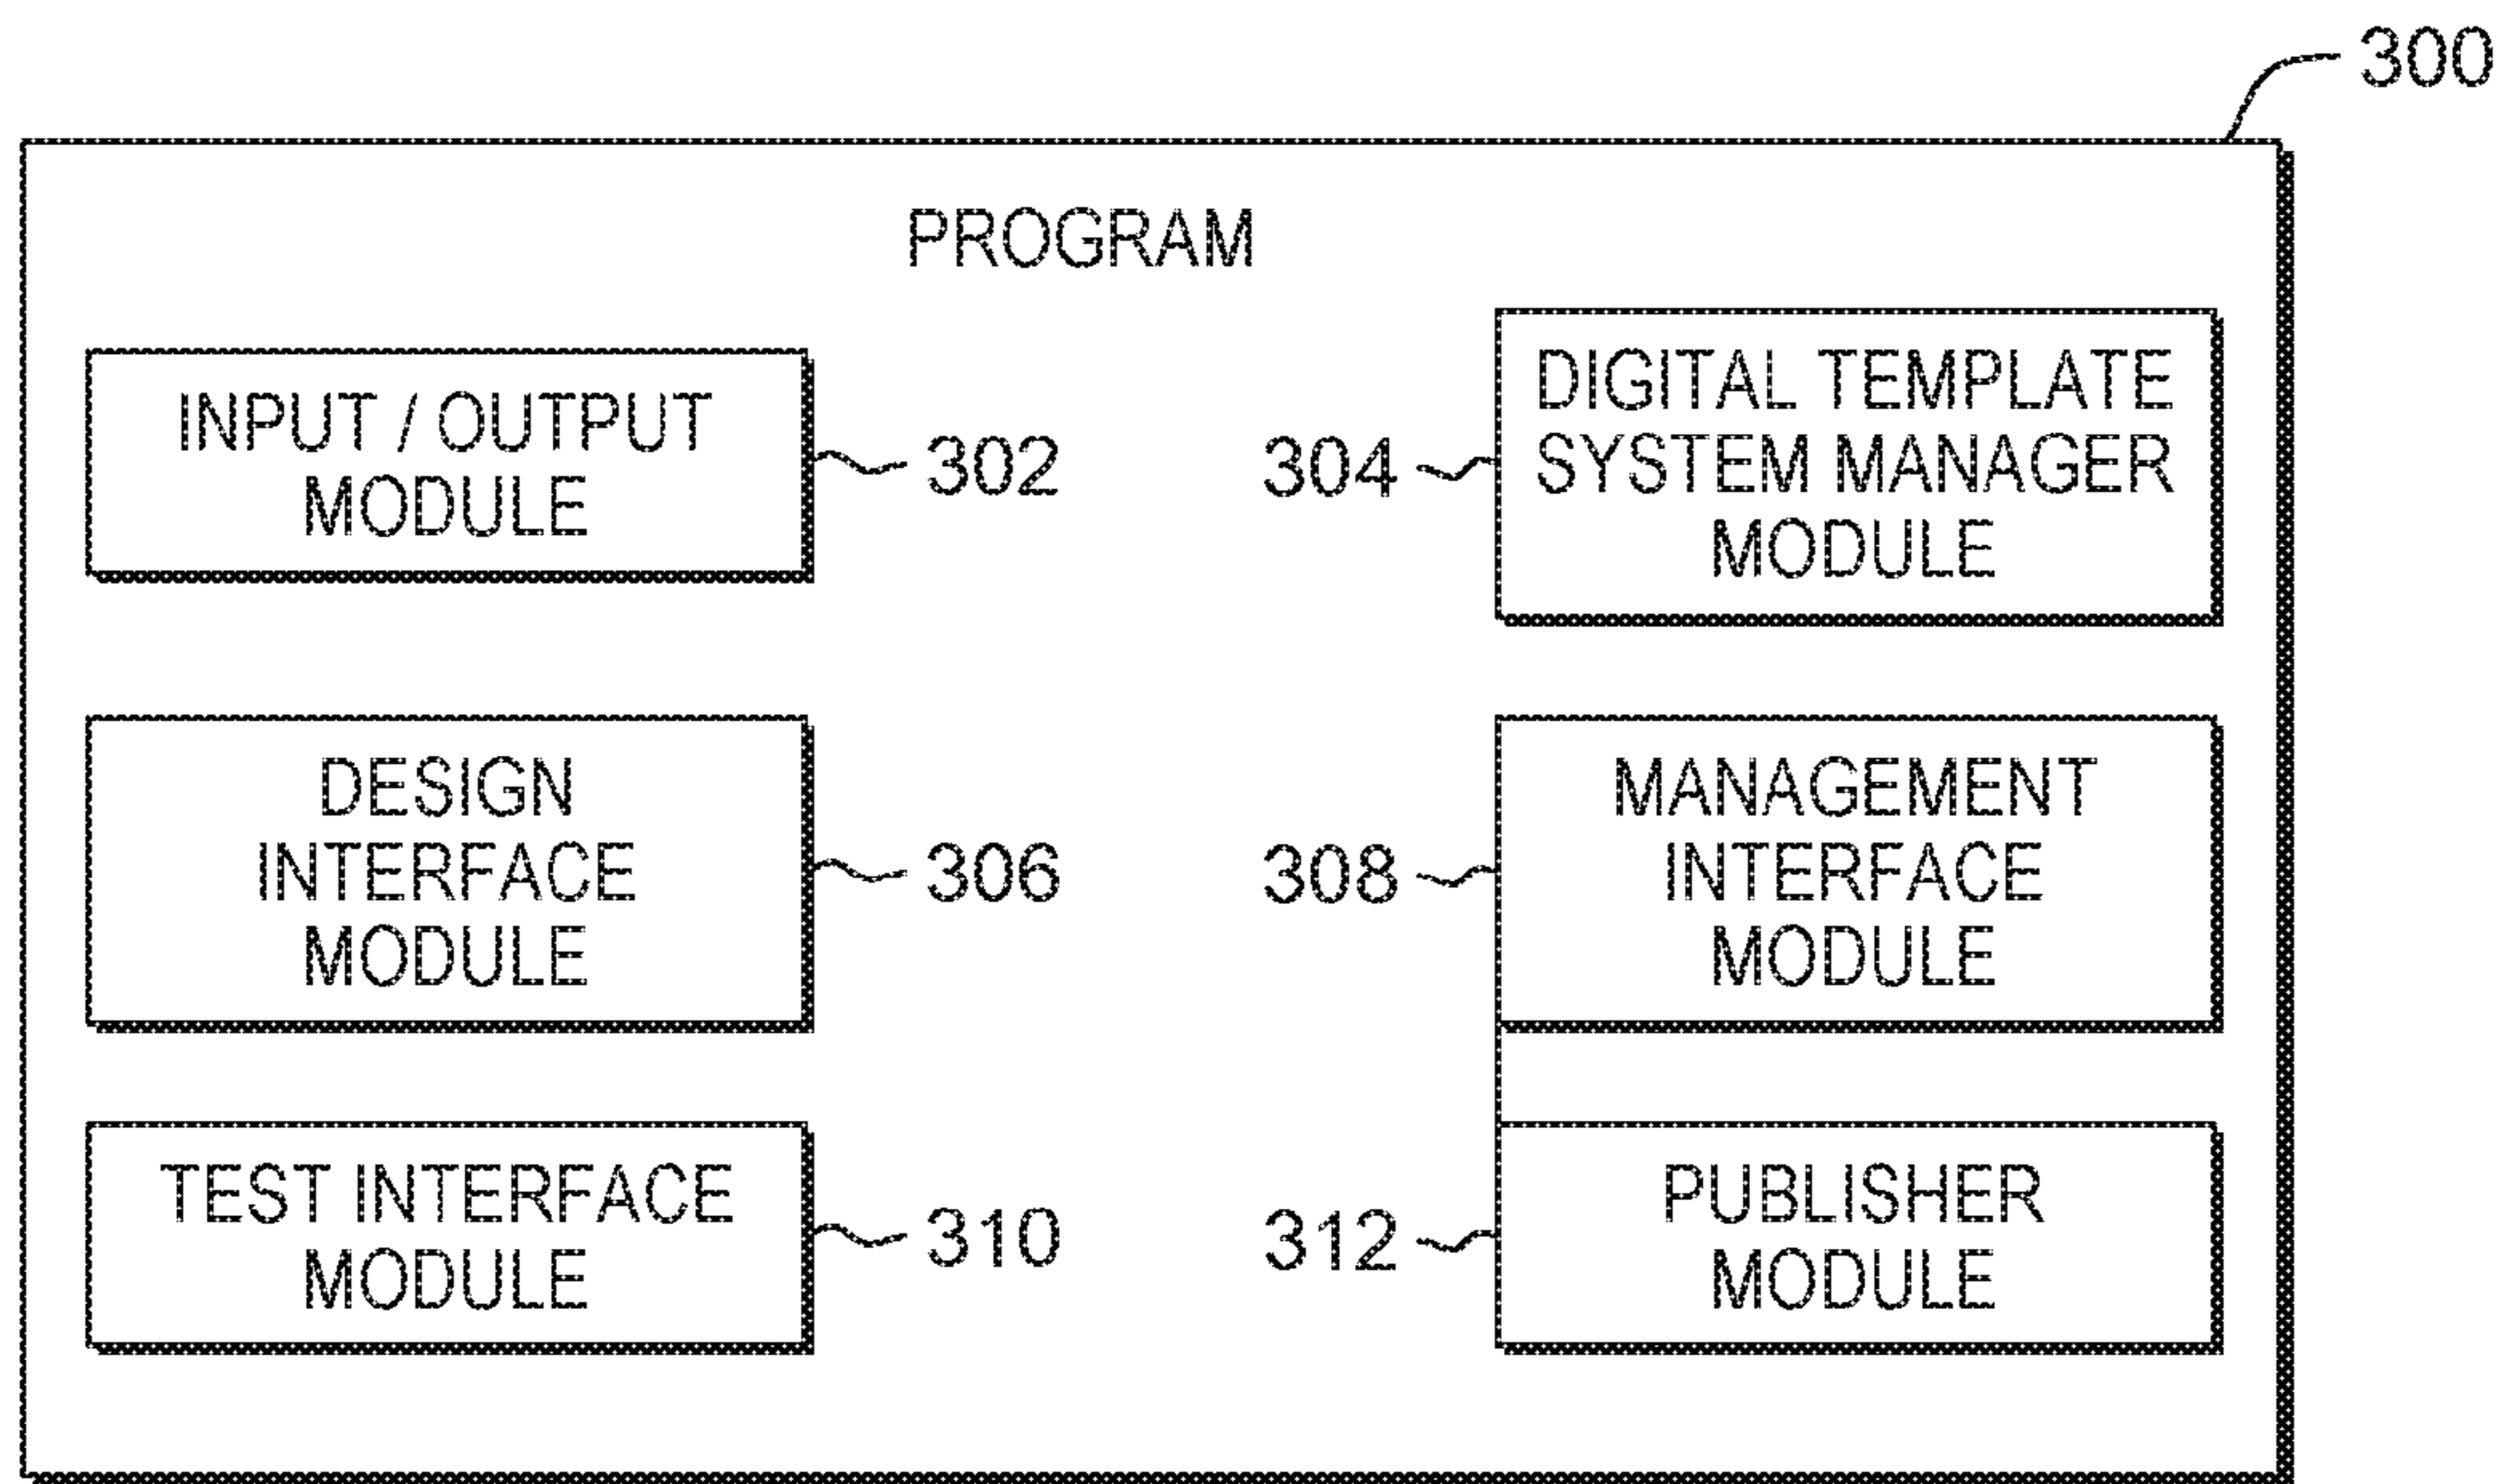 300
PROGRAM
INPUT / OUTPUT
MODULE
302
304
DIGITAL TEMPLATE
SYSTEM MANAGER
MODULE
DESIGN
INTERFACE
MODULE
306
308
MANAGEMENT
INTERFACE
MODULE
TEST INTERFACE
MODULE
310
312
PUBLISHER
MODULE